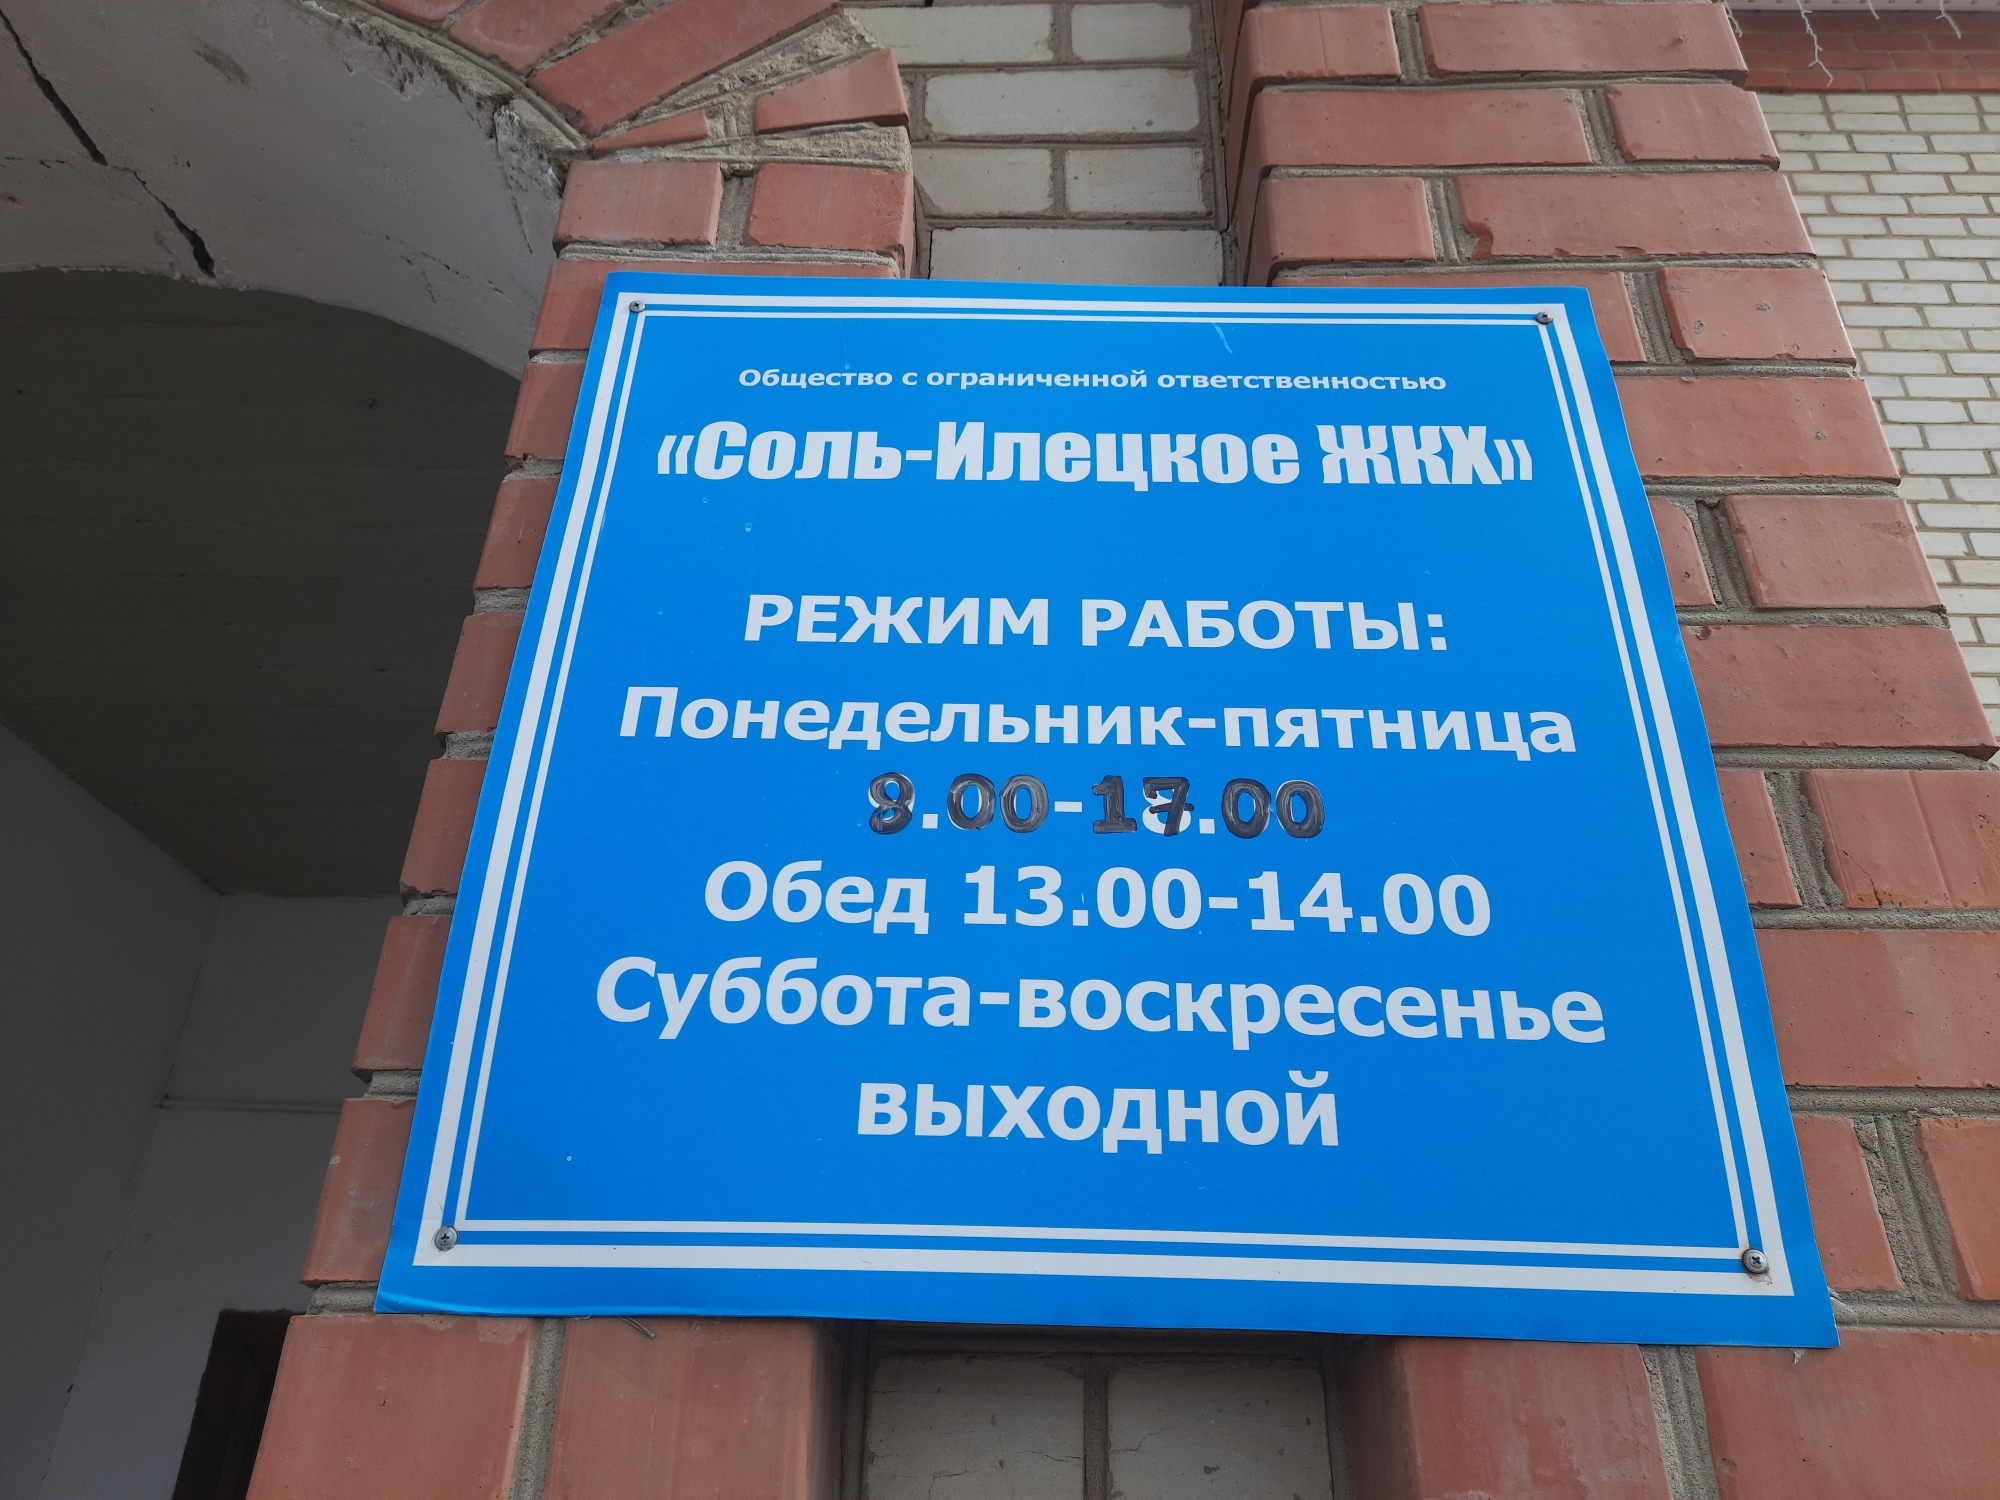 Общество с ограниченной ответственностью
«Соль-Илецкое ЖКХ»
РЕЖИМ РАБОТЫ:
Понедельник-пятница
8.00-17.00
Обед 13.00-14.00
Суббота-воскресенье
выходной